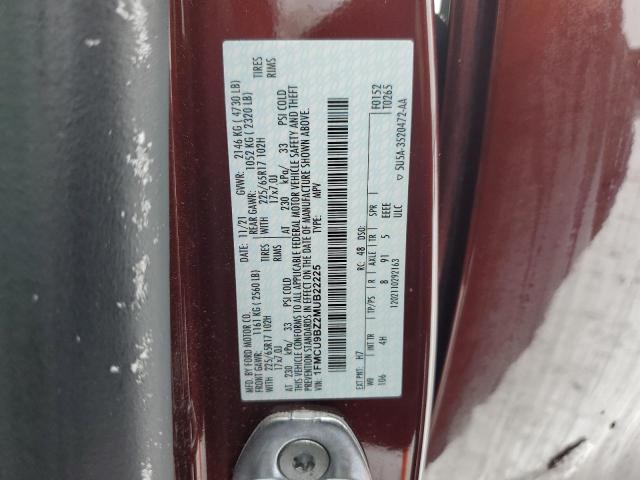 MFD. BY FORD MOTOR CO.
DATE: 11/21 GVWR: 2146 KG ( 4730 LB)
FRONT GAWR: 1161 KG ( 2560 LB) REAR GAWR: 1052 KG ( 2320 LB)
WITH 225/65R17 102H TIRES WITH 225/65R17 102H TIRES
17x7.0J RIMS 17x7.0J RIMS
AT 230 kPa/ 33 PSI COLD AT 230 kPa/ 33 PSI COLD
THIS VEHICLE CONFORMS TO ALL APPLICABLE FEDERAL MOTOR VEHICLE SAFETY AND THEFT
PREVENTION STANDARDS IN EFFECT ON THE DATE OF MANUFACTURE SHOWN ABOVE.
VIN: 1FMCU9BZ2MUB22225 TYPE: MPV
F0152
T0265
EXT PNT: H7 RC: 48 DSO:
WB INT TR TP/PS R AXLE TR SPR
106 4H 8 91 5 EEEE
1202110292163 ULC
▽ 5U5A-3520472-AA